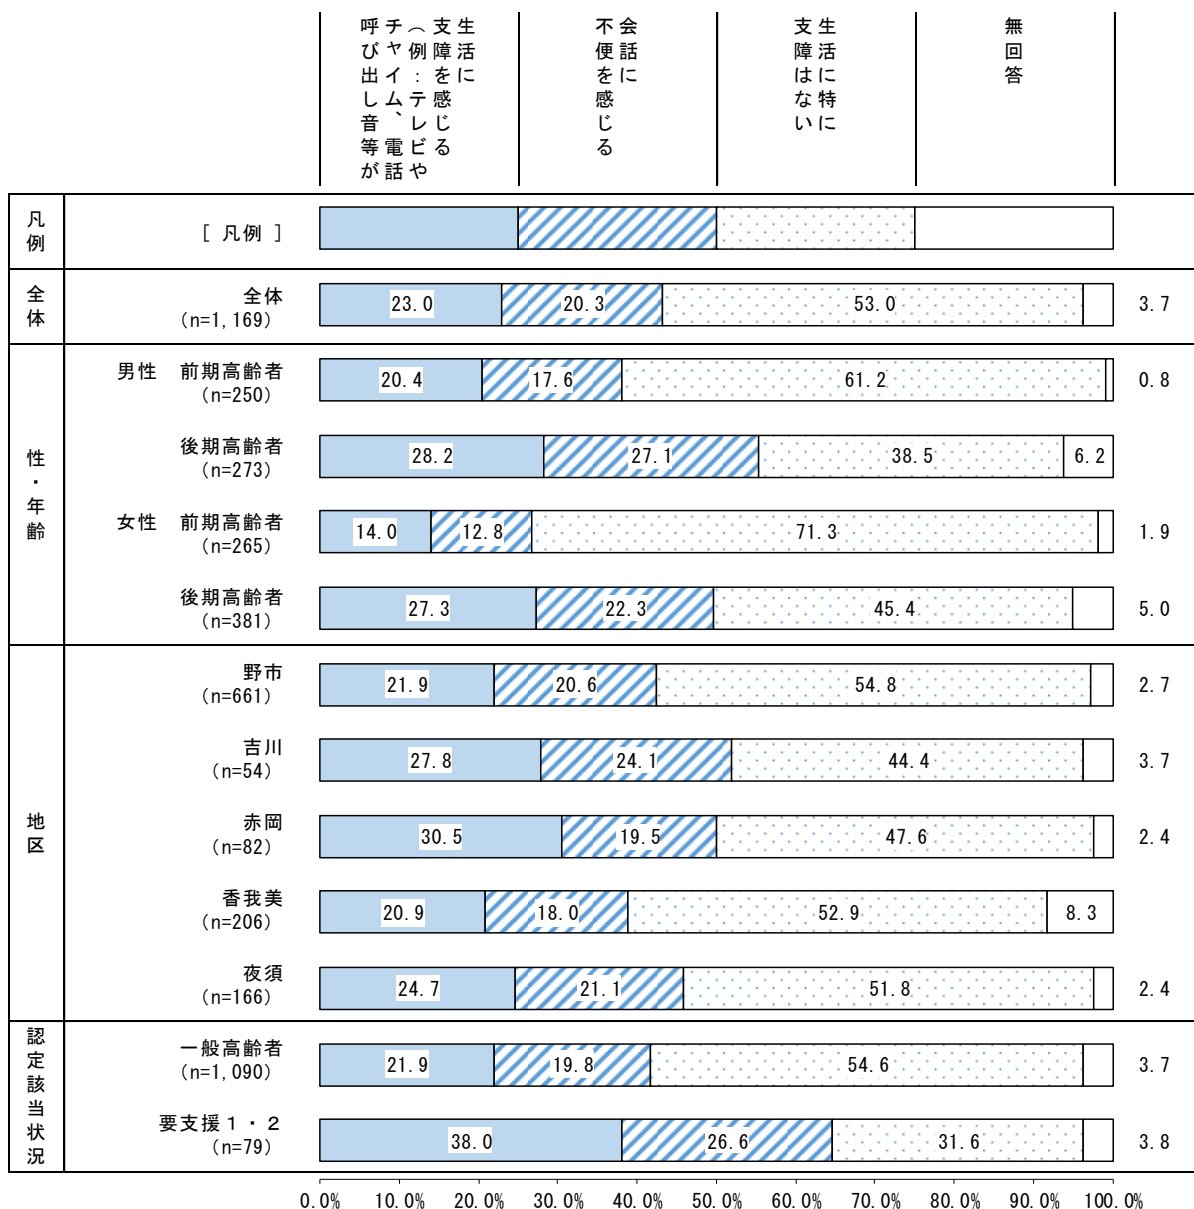 生活に
支障を感じる
（例：テレビや
チャイム、電話
呼び出し音等が
会話に
不便を感じる
生活に特に
支障はない
無回答
凡例
[ 凡例 ]
全体
全体
(n=1,169)
23.0 20.3 53.0 3.7
性・年齢
男性 前期高齢者
(n=250)
20.4 17.6 61.2 0.8
後期高齢者
(n=273)
28.2 27.1 38.5 6.2
女性 前期高齢者
(n=265)
14.0 12.8 71.3 1.9
後期高齢者
(n=381)
27.3 22.3 45.4 5.0
地区
野市
(n=661)
21.9 20.6 54.8 2.7
吉川
(n=54)
27.8 24.1 44.4 3.7
赤岡
(n=82)
30.5 19.5 47.6 2.4
香我美
(n=206)
20.9 18.0 52.9 8.3
夜須
(n=166)
24.7 21.1 51.8 2.4
認定該当状況
一般高齢者
(n=1,090)
21.9 19.8 54.6 3.7
要支援１・２
(n=79)
38.0 26.6 31.6 3.8
0.0% 10.0% 20.0% 30.0% 40.0% 50.0% 60.0% 70.0% 80.0% 90.0% 100.0%